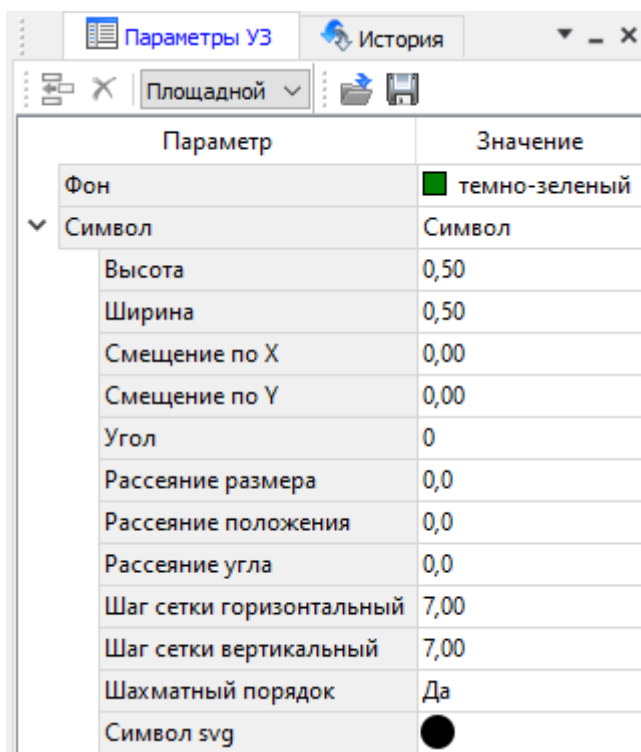 Параметры УЗ
История
Площадной
Параметр Значение
Фон темно-зеленый
Символ Символ
Высота 0,50
Ширина 0,50
Смещение по X 0,00
Смещение по Y 0,00
Угол 0
Рассеяние размера 0,0
Рассеяние положения 0,0
Рассеяние угла 0,0
Шаг сетки горизонтальный 7,00
Шаг сетки вертикальный 7,00
Шахматный порядок Да
Символ svg